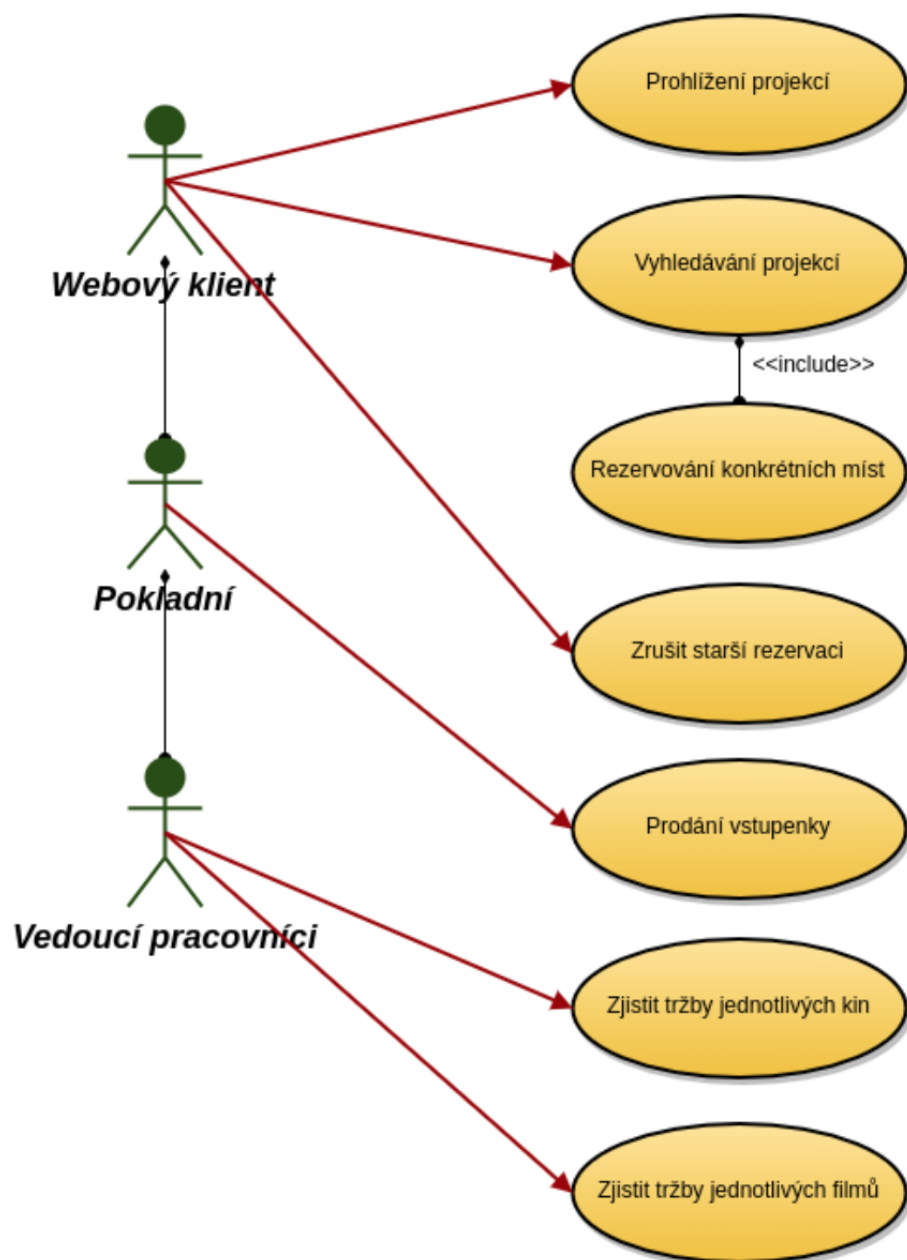 Prohlížení projekcí
Vyhledávání projekcí
Webový klient
<<include>>
Rezervování konkrétních míst
Pokladní
Zrušit starší rezervaci
Prodání vstupenky
Vedoucí pracovníci
Zjistit tržby jednotlivých kin
Zjistit tržby jednotlivých filmů